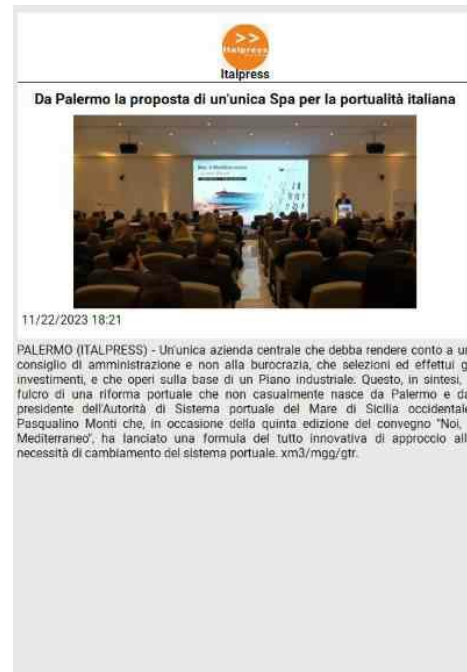 >>
Italpress
Italpress
Da Palermo la proposta di un'unica Spa per la portualità italiana
Noi, il Mediterraneo
11/22/2023 18:21
PALERMO (ITALPRESS) - Un'unica azienda centrale che debba rendere conto a un
consiglio di amministrazione e non alla burocrazia, che selezioni ed effettui g
investimenti, e che operi sulla base di un Piano industriale. Questo, in sintesi,
fulcro di una riforma portuale che non casualmente nasce da Palermo e da
presidente dell'Autorità di Sistema portuale del Mare di Sicilia occidentale
Pasqualino Monti che, in occasione della quinta edizione del convegno "Noi,
Mediterraneo", ha lanciato una formula del tutto innovativa di approccio all
necessità di cambiamento del sistema portuale. xm3/mgg/gtr.